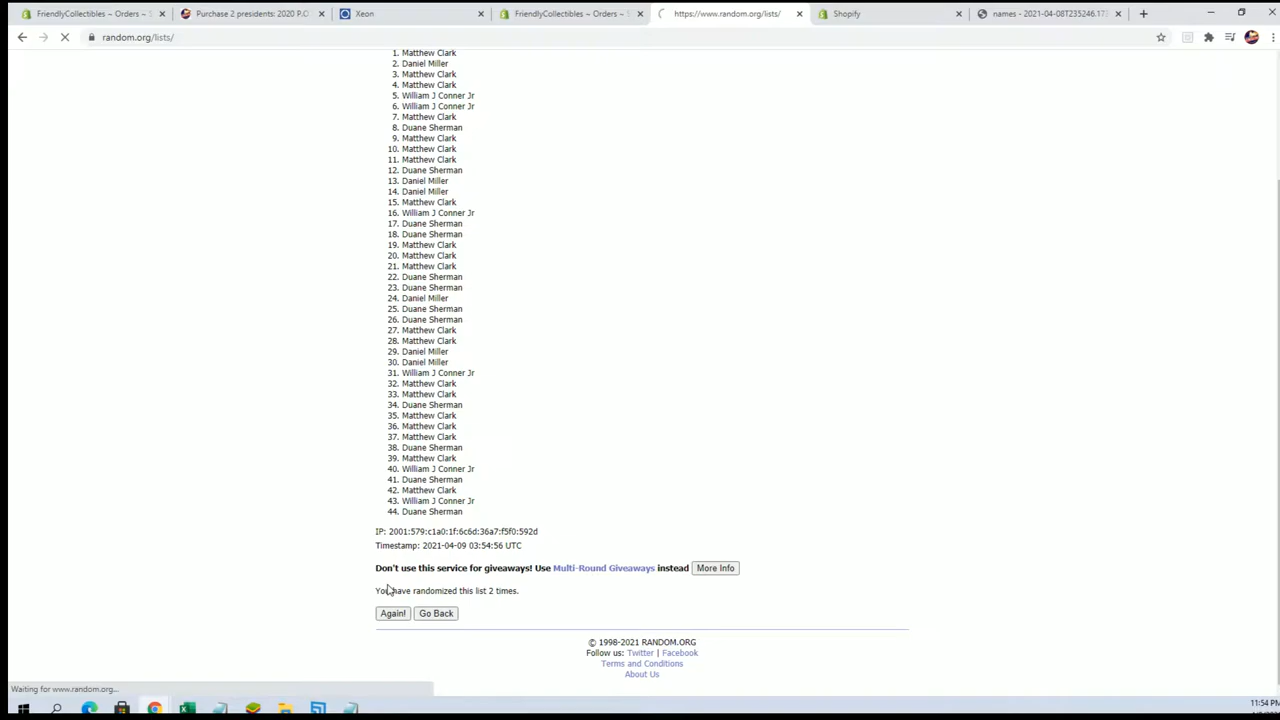 FriendlyCollectibles ~ Orders ~ S
Purchase 2 presidents: 2020 P.O
Xeon
FriendlyCollectibles ~ Orders ~ S
https://www.random.org/lists/
Shopify
names - 2021-04-08T235246.173
random.org/lists/
1. Matthew Clark
2. Daniel Miller
3. Matthew Clark
4. Matthew Clark
5. William J Conner Jr
6. William J Conner Jr
7. Matthew Clark
8. Duane Sherman
9. Matthew Clark
10. Matthew Clark
11. Matthew Clark
12. Duane Sherman
13. Daniel Miller
14. Daniel Miller
15. Matthew Clark
16. William J Conner Jr
17. Duane Sherman
18. Duane Sherman
19. Matthew Clark
20. Matthew Clark
21. Matthew Clark
22. Duane Sherman
23. Duane Sherman
24. Daniel Miller
25. Duane Sherman
26. Duane Sherman
27. Matthew Clark
28. Matthew Clark
29. Daniel Miller
30. Daniel Miller
31. William J Conner Jr
32. Matthew Clark
33. Matthew Clark
34. Duane Sherman
35. Matthew Clark
36. Matthew Clark
37. Matthew Clark
38. Duane Sherman
39. Matthew Clark
40. William J Conner Jr
41. Duane Sherman
42. Matthew Clark
43. William J Conner Jr
44. Duane Sherman
IP: 2001:579:c1a0:1f:6c6d:36a7:f5f0:592d
Timestamp: 2021-04-09 03:54:56 UTC
Don't use this service for giveaways! Use Multi-Round Giveaways instead More Info
You have randomized this list 2 times.
Again! Go Back
© 1998-2021 RANDOM.ORG
Follow us: Twitter | Facebook
Terms and Conditions
About Us
Waiting for www.random.org...
11:54 PM